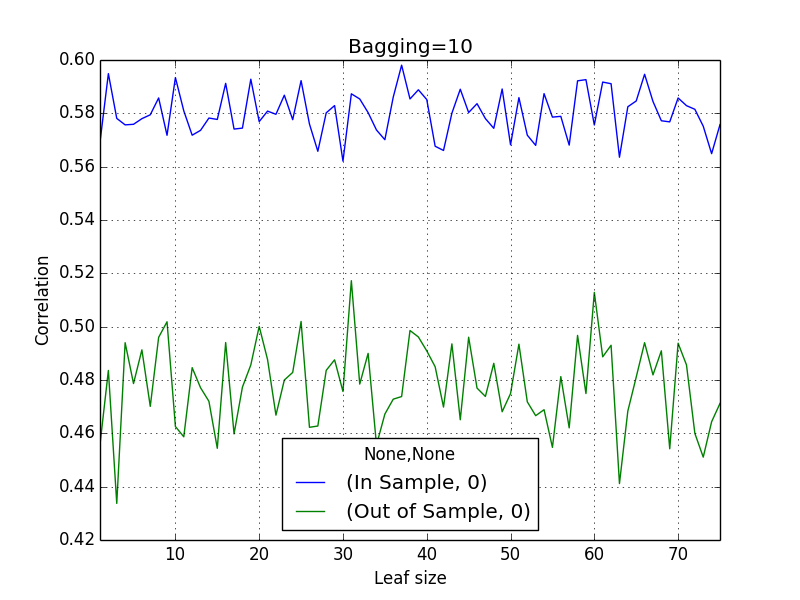 Bagging=10
0.60
0.58
0.56
0.54
0.52
0.50
0.48
0.46
0.44
0.42
Correlation
None,None
(In Sample, 0)
(Out of Sample, 0)
10 20 30 40 50 60 70
Leaf size